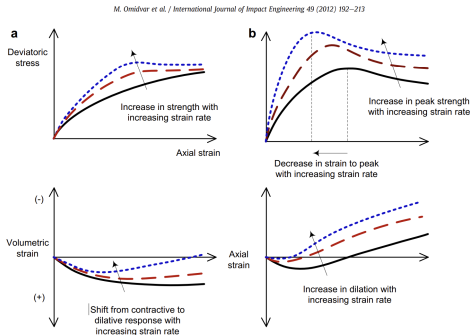 M. Omidvar et al. / International Journal of Impact Engineering 49 (2012) 192–213
a
b
Deviatoric
stress
Increase in strength with
increasing strain rate
Axial strain
Increase in peak strength
with increasing strain rate
Decrease in strain to peak
with increasing strain rate
(-)
Volumetric
strain
(+)
Shift from contractive to
dilative response with
increasing strain rate
Axial
strain
Increase in dilation with
increasing strain rate